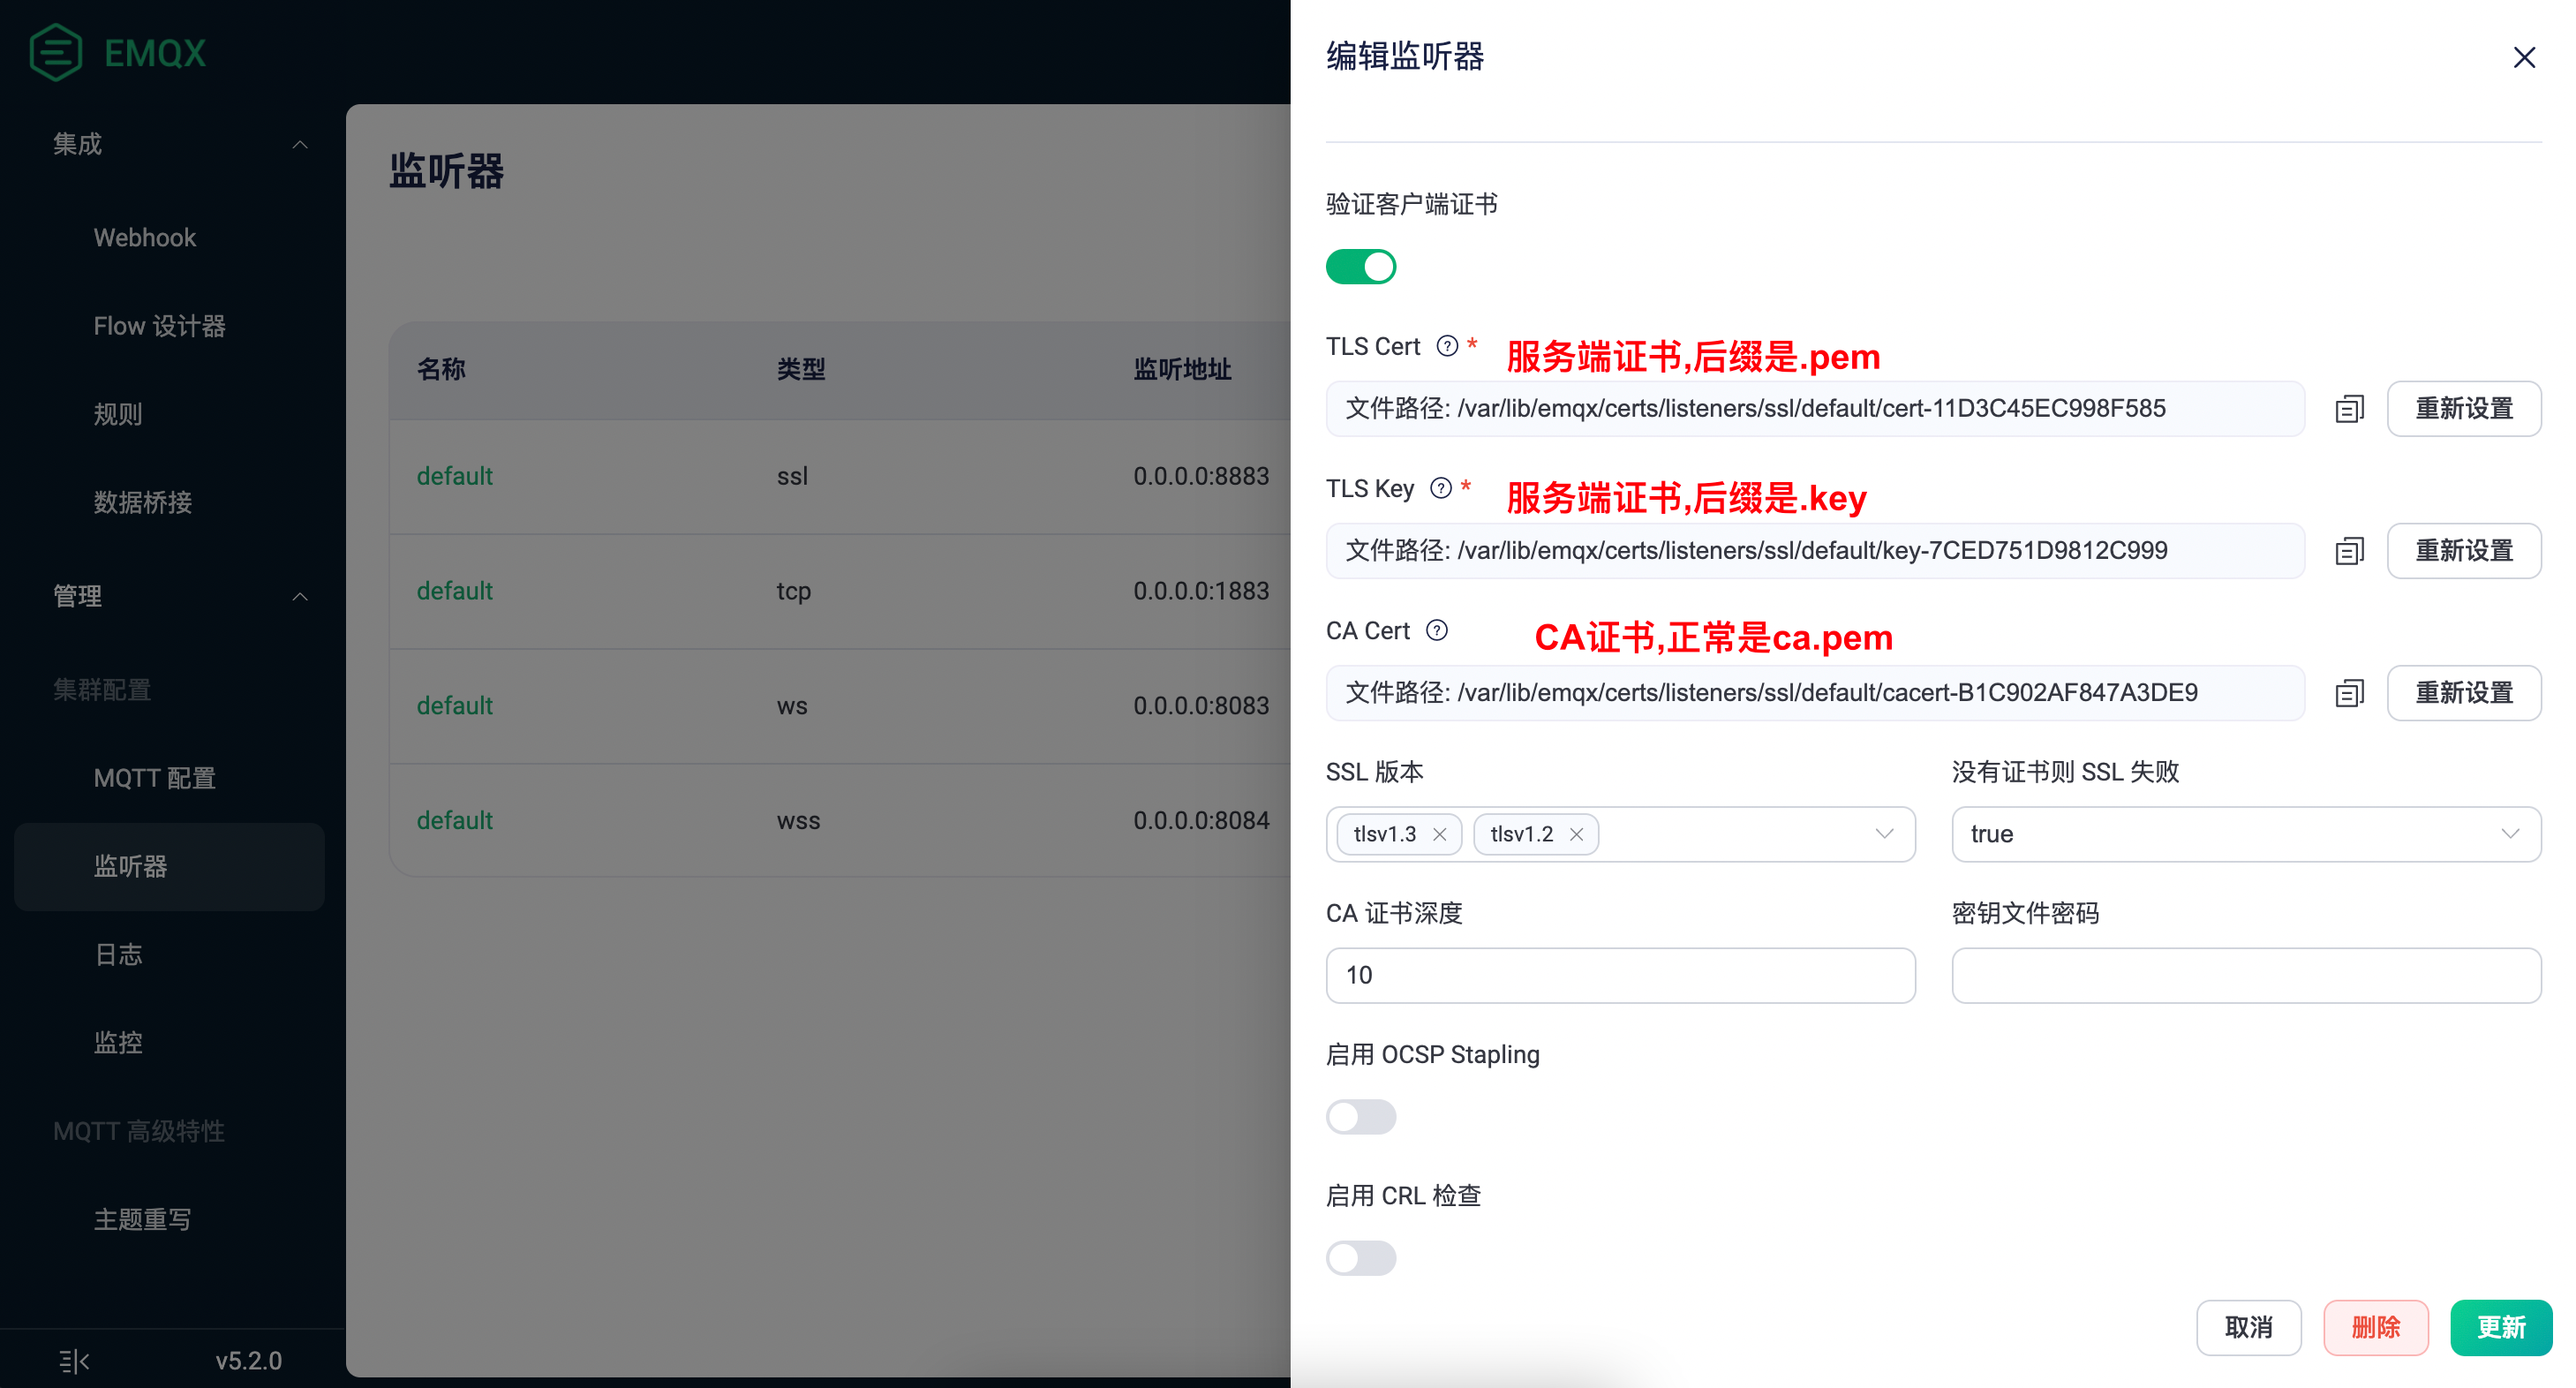 EMQX
集成
Webhook
Flow 设计器
规则
数据桥接
管理
集群配置
MQTT 配置
监听器
日志
监控
MQTT 高级特性
主题重写
v5.2.0
监听器
名称 类型 监听地址
default ssl 0.0.0.0:8883
default tcp 0.0.0.0:1883
default ws 0.0.0.0:8083
default wss 0.0.0.0:8084
编辑监听器
验证客户端证书
TLS Cert ? * 服务端证书,后缀是.pem
文件路径: /var/lib/emqx/certs/listeners/ssl/default/cert-11D3C45EC998F585 重新设置
TLS Key ? * 服务端证书,后缀是.key
文件路径: /var/lib/emqx/certs/listeners/ssl/default/key-7CED751D9812C999 重新设置
CA Cert ? CA证书,正常是ca.pem
文件路径: /var/lib/emqx/certs/listeners/ssl/default/cacert-B1C902AF847A3DE9 重新设置
SSL 版本 没有证书则 SSL 失败
tlsv1.3 tlsv1.2 true
CA 证书深度 密钥文件密码
10
启用 OCSP Stapling
启用 CRL 检查
取消 删除 更新